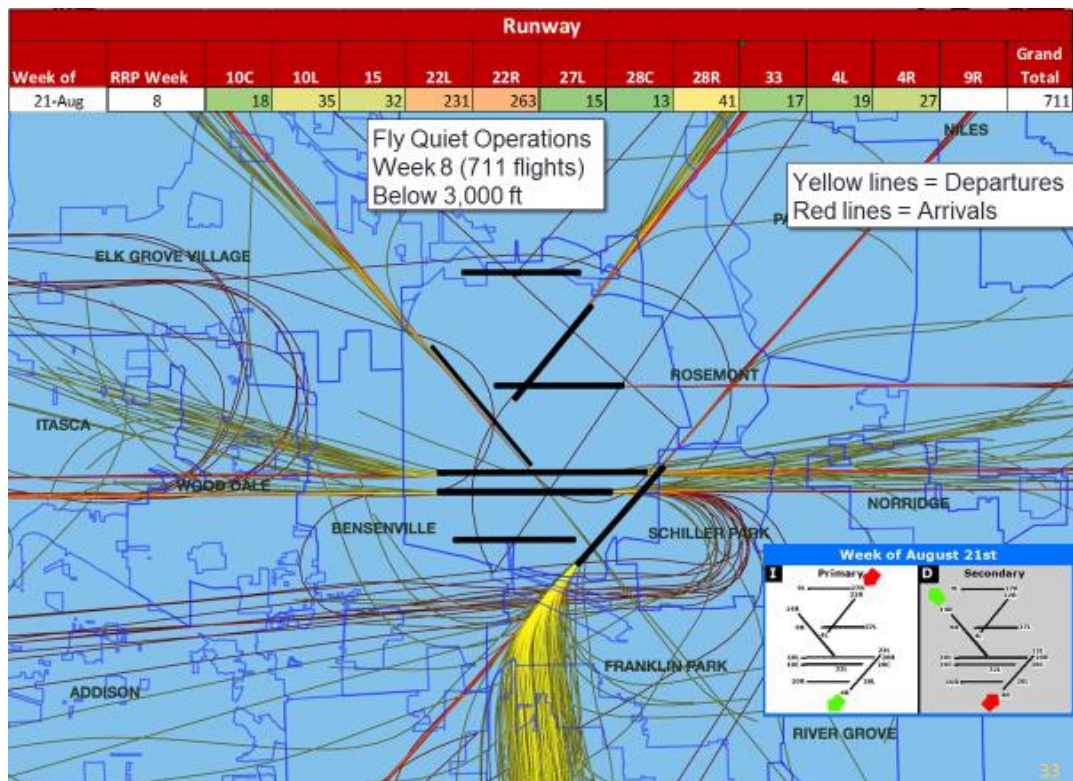 Runway
Week of RRP Week 10C 10L 15 22L 22R 27L 28C 28R 33 4L 4R 9R Grand Total
21-Aug 8 18 35 32 231 263 15 13 41 17 19 27 711
Fly Quiet Operations
Week 8 (711 flights)
Below 3,000 ft
NILES
Yellow lines = Departures
Red lines = Arrivals
ELK GROVE VILLAGE
ROSEMONT
ITASCA
WOOD DALE
NORRIDGE
BENSENVILLE
SCHILLER PARK
Week of August 21st
I Primary
D Secondary
FRANKLIN PARK
ADDISON
RIVER GROVE
33